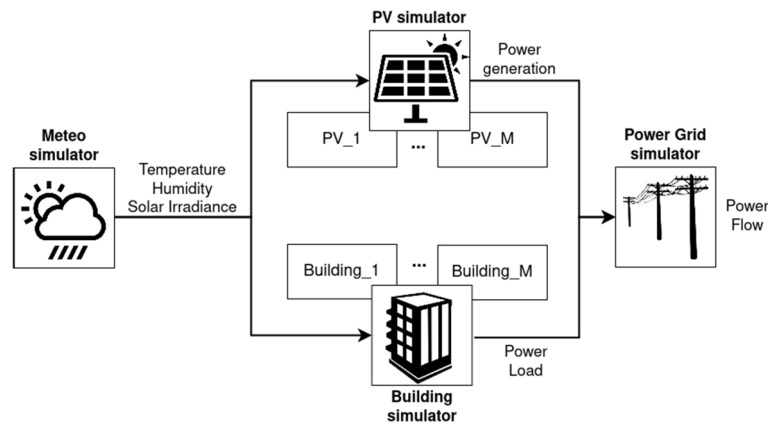 PV simulator
Power
generation
PV_1
...
PV_M
Meteo
simulator
Temperature
Humidity
Solar Irradiance
Power Grid
simulator
Power
Flow
Building_1
...
Building_M
Power
Load
Building
simulator